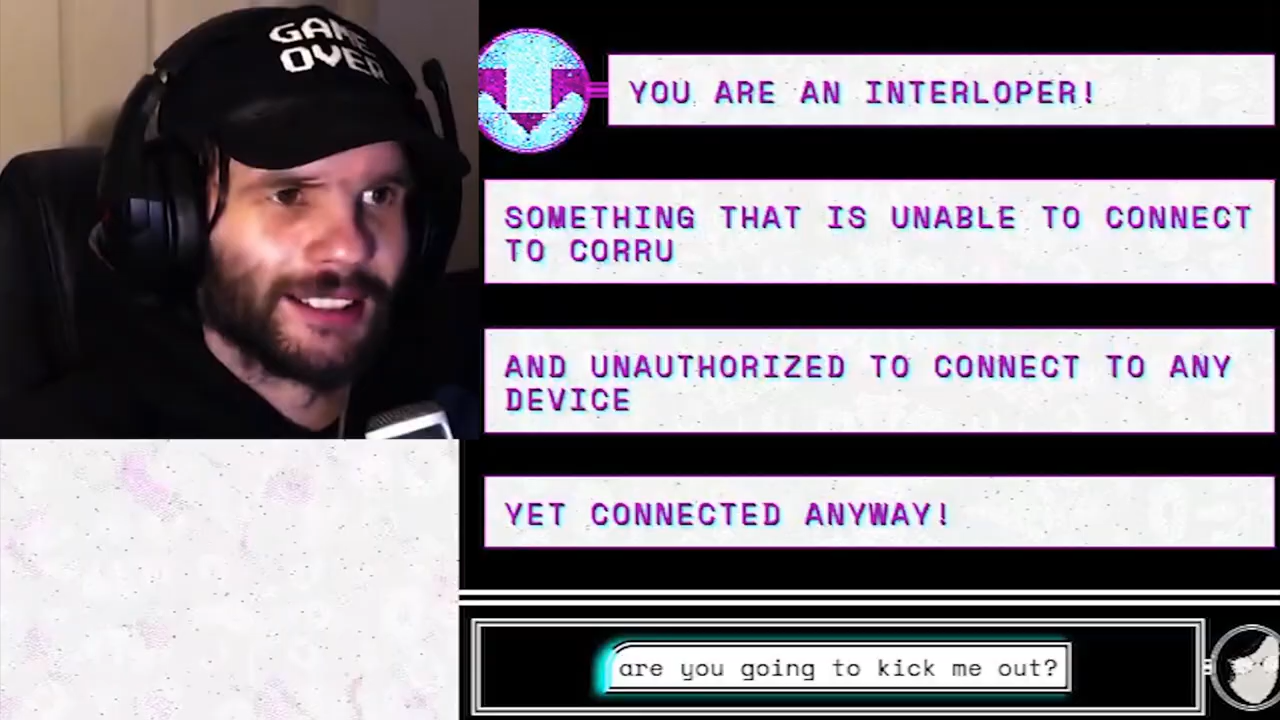 GAME
OVER
YOU ARE AN INTERLOPER!
SOMETHING THAT IS UNABLE TO CONNECT
TO CORRU
AND UNAUTHORIZED TO CONNECT TO ANY
DEVICE
YET CONNECTED ANYWAY!
are you going to kick me out?